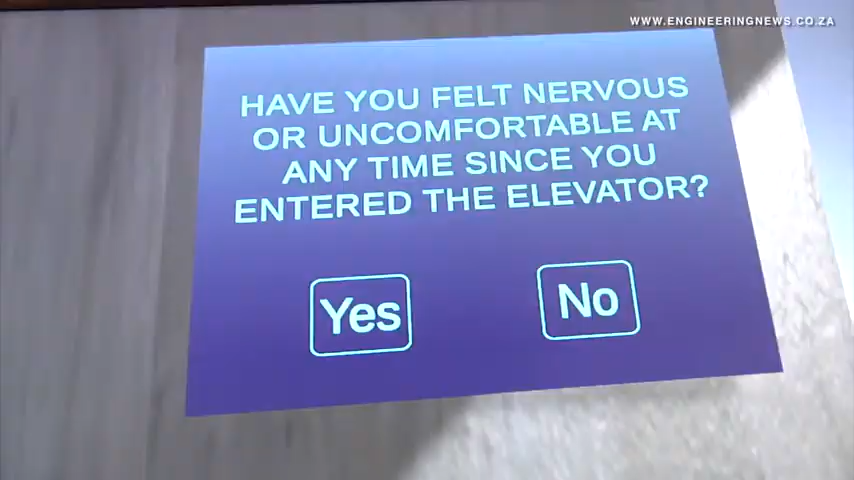 WWW.ENGINEERINGNEWS.CO.ZA
HAVE YOU FELT NERVOUS
OR UNCOMFORTABLE AT
ANY TIME SINCE YOU
ENTERED THE ELEVATOR?
Yes No